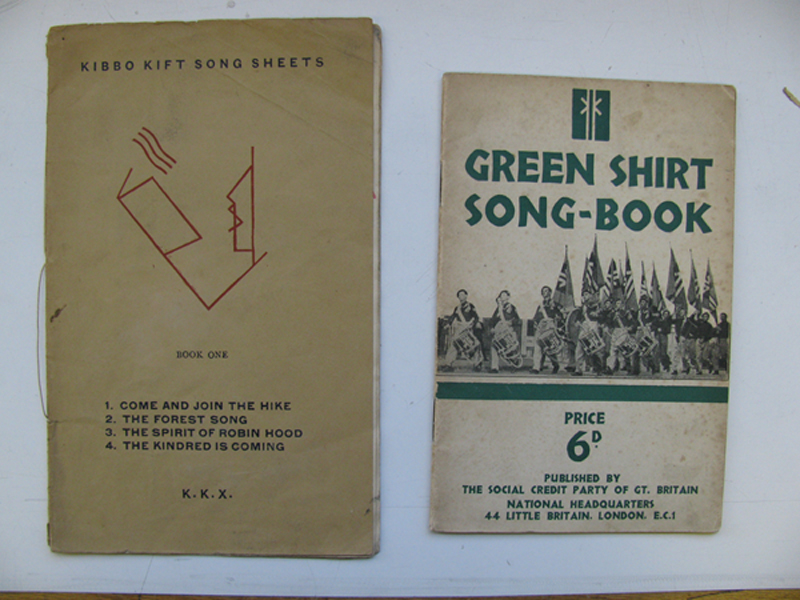 KIBBO KIFT SONG SHEETS
BOOK ONE
1. COME AND JOIN THE HIKE
2. THE FOREST SONG
3. THE SPIRIT OF ROBIN HOOD
4. THE KINDRED IS COMING
K.K.X.
GREEN SHIRT
SONG-BOOK
PRICE
6D.
PUBLISHED BY
THE SOCIAL CREDIT PARTY OF GT. BRITAIN
NATIONAL HEADQUARTERS
44 LITTLE BRITAIN, LONDON, E.C.1